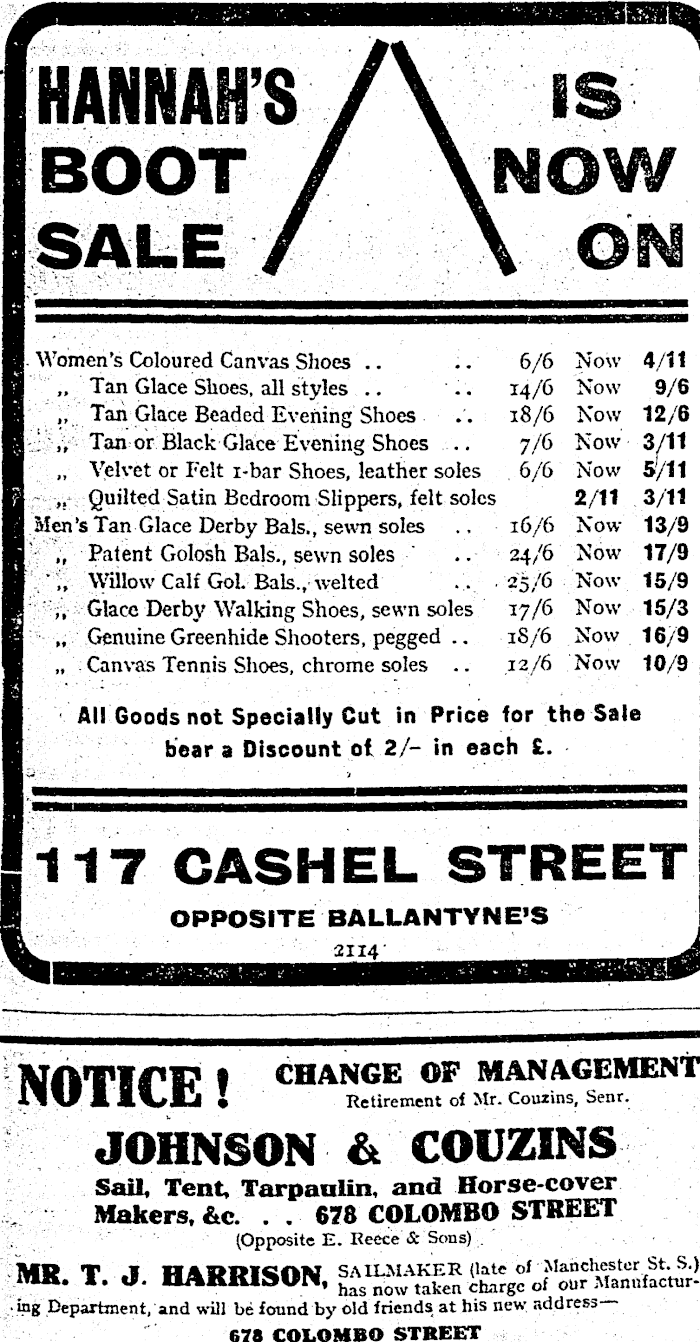 HANNAH'S IS
BOOT NOW
SALE ON
Women's Coloured Canvas Shoes .. .. 6/6 Now 4/11
„ Tan Glace Shoes, all styles .. .. 14/6 Now 9/6
„ Tan Glace Beaded Evening Shoes .. 18/6 Now 12/6
„ Tan or Black Glace Evening Shoes .. 7/6 Now 3/11
„ Velvet or Felt 1-bar Shoes, leather soles 6/6 Now 5/11
„ Quilted Satin Bedroom Slippers, felt soles 2/11 3/11
Men's Tan Glace Derby Bals., sewn soles .. 16/6 Now 13/9
„ Patent Golosh Bals., sewn soles .. 24/6 Now 17/9
„ Willow Calf Gol. Bals., welted .. 25/6 Now 15/9
„ Glace Derby Walking Shoes, sewn soles 17/6 Now 15/3
„ Genuine Greenhide Shooters, pegged .. 18/6 Now 16/9
„ Canvas Tennis Shoes, chrome soles .. 12/6 Now 10/9
All Goods not Specially Cut in Price for the Sale
bear a Discount of 2/- in each £.
117 CASHEL STREET
OPPOSITE BALLANTYNE'S
2114
NOTICE! CHANGE OF MANAGEMENT
Retirement of Mr. Couzins, Senr.
JOHNSON & COUZINS
Sail, Tent, Tarpaulin, and Horse-cover
Makers, &c. . . 678 COLOMBO STREET
(Opposite E. Reece & Sons)
MR. T. J. HARRISON, SAILMAKER (late of Manchester St. S.)
has now taken charge of our Manufactur-
ing Department, and will be found by old friends at his new address—
678 COLOMBO STREET